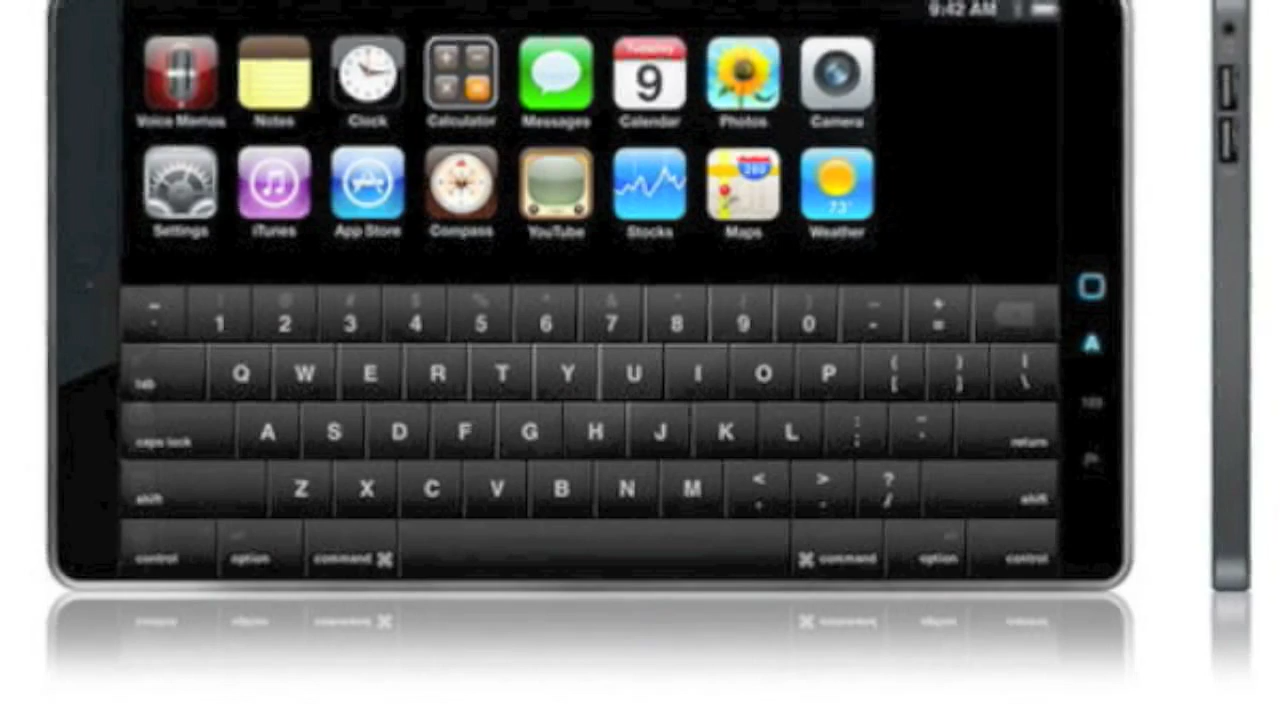 9:42 AM
Voice Memos Notes Clock Calculator Messages Calendar Photos Camera
Tuesday
9
280
73°
Settings iTunes App Store Compass YouTube Stocks Maps Weather
~ ! @ # $ % ^ & * ( ) — +
1 2 3 4 5 6 7 8 9 0 - =
tab Q W E R T Y U I O P { [ } ] | \
caps lock A S D F G H J K L : ; " ' return
shift Z X C V B N M < , > . ? / shift
control option command ⌘ ⌘ command option control
A
123